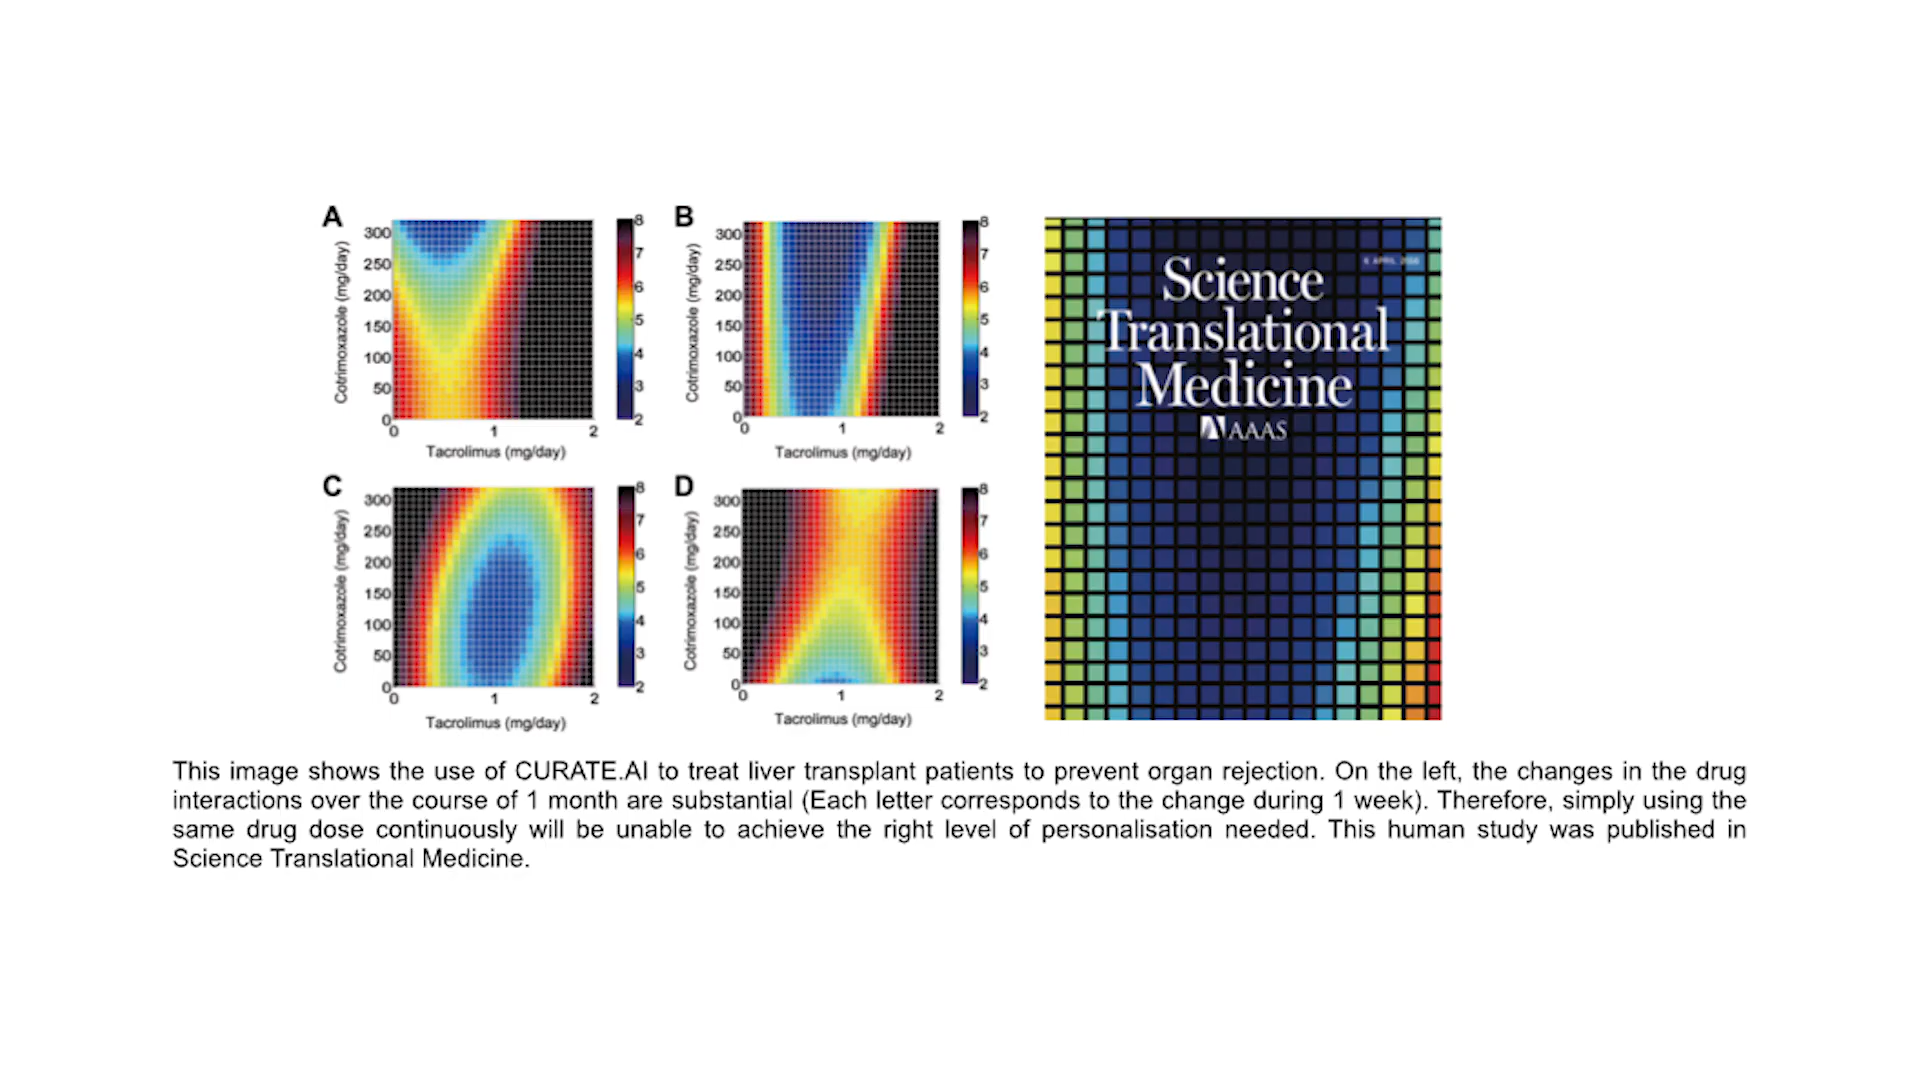 A
300
250
200
150
100
50
0
0 1 2
Cotrimoxazole (mg/day)
Tacrolimus (mg/day)
8
7
6
5
4
3
2
B
300
250
200
150
100
50
0
0 1 2
Cotrimoxazole (mg/day)
Tacrolimus (mg/day)
8
7
6
5
4
3
2
C
300
250
200
150
100
50
0
0 1 2
Cotrimoxazole (mg/day)
Tacrolimus (mg/day)
8
7
6
5
4
3
2
D
300
250
200
150
100
50
0
0 1 2
Cotrimoxazole (mg/day)
Tacrolimus (mg/day)
8
7
6
5
4
3
2
6 APRIL
Science
Translational
Medicine
AAAS
This image shows the use of CURATE.AI to treat liver transplant patients to prevent organ rejection. On the left, the changes in the drug
interactions over the course of 1 month are substantial (Each letter corresponds to the change during 1 week). Therefore, simply using the
same drug dose continuously will be unable to achieve the right level of personalisation needed. This human study was published in
Science Translational Medicine.